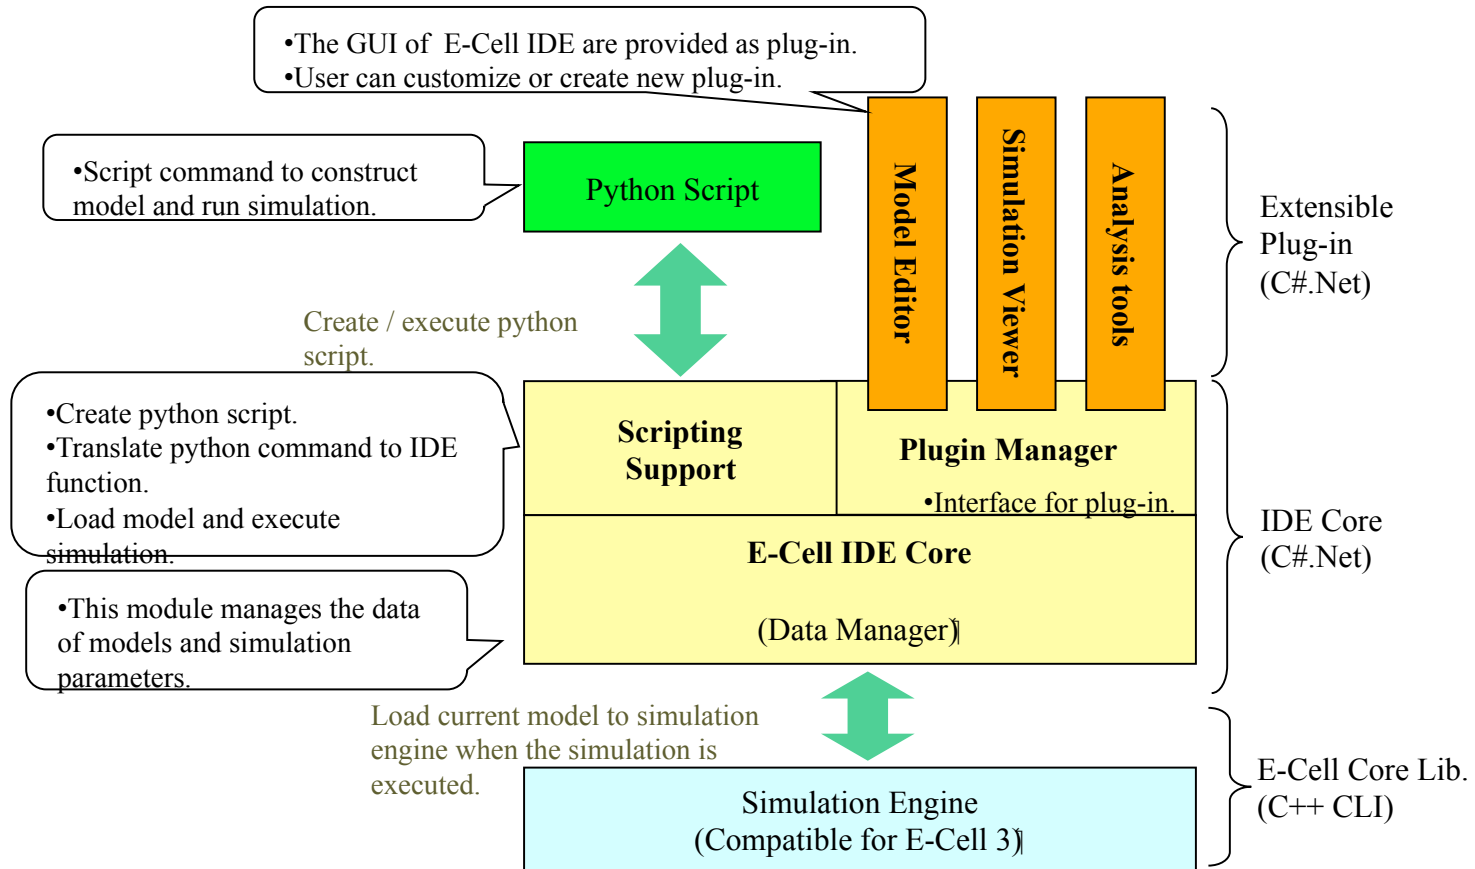 •The GUI of  E-Cell IDE are provided as plug-in.
•User can customize or create new plug-in.
•Script command to construct
model and run simulation.
Python Script
Model Editor
Simulation Viewer
Analysis tools
Extensible
Plug-in
(C#.Net)
Create / execute python
script.
•Create python script.
•Translate python command to IDE
function.
•Load model and execute
simulation.
Scripting
Support
Plugin Manager
•Interface for plug-in.
E-Cell IDE Core
(Data Manager)
IDE Core
(C#.Net)
•This module manages the data
of models and simulation
parameters.
Load current model to simulation
engine when the simulation is
executed.
Simulation Engine
(Compatible for E-Cell 3)
E-Cell Core Lib.
(C++ CLI)